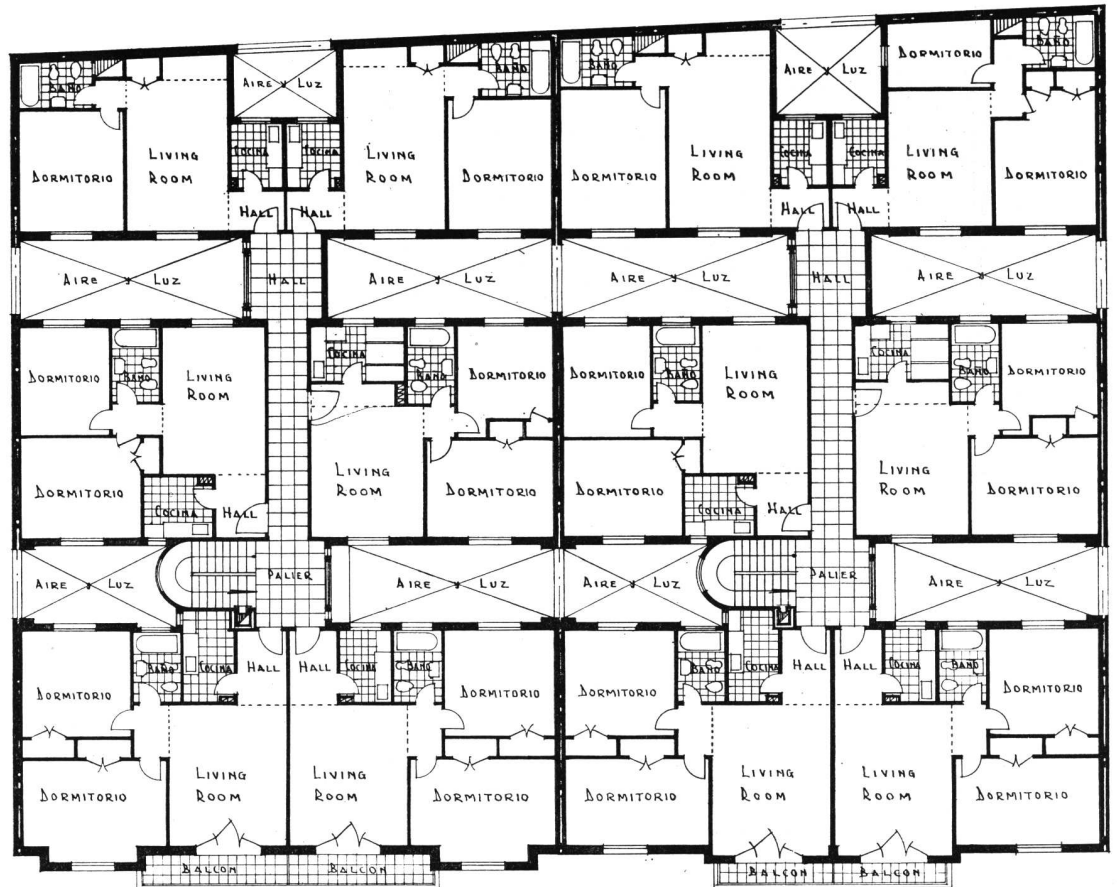 BAÑO
AIRE Y LUZ
BAÑO
BAÑO
AIRE Y LUZ
DORMITORIO
BAÑO
DORMITORIO
LIVING
ROOM
COCINA
COCINA
LIVING
ROOM
DORMITORIO
DORMITORIO
LIVING
ROOM
COCINA
COCINA
LIVING
ROOM
DORMITORIO
HALL
HALL
HALL
HALL
AIRE Y LUZ
HALL
AIRE Y LUZ
AIRE Y LUZ
HALL
AIRE Y LUZ
DORMITORIO
BAÑO
LIVING
ROOM
COCINA
BAÑO
DORMITORIO
DORMITORIO
BAÑO
LIVING
ROOM
COCINA
BAÑO
DORMITORIO
DORMITORIO
COCINA
HALL
LIVING
ROOM
DORMITORIO
DORMITORIO
COCINA
HALL
LIVING
ROOM
DORMITORIO
AIRE Y LUZ
PALIER
AIRE Y LUZ
AIRE Y LUZ
PALIER
AIRE Y LUZ
DORMITORIO
BAÑO
COCINA
HALL
HALL
COCINA
BAÑO
DORMITORIO
DORMITORIO
BAÑO
COCINA
HALL
HALL
COCINA
BAÑO
DORMITORIO
DORMITORIO
LIVING
ROOM
LIVING
ROOM
DORMITORIO
DORMITORIO
LIVING
ROOM
LIVING
ROOM
DORMITORIO
BALCON
BALCON
BALCON
BALCON